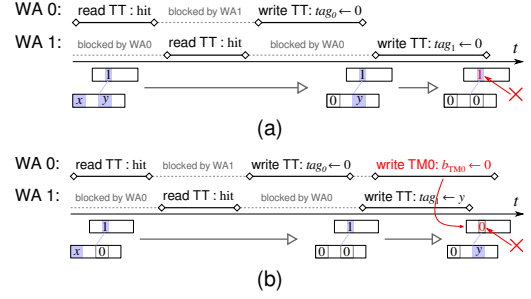 WA 0: read TT : hit blocked by WA1 write TT: tag₀ ← 0
WA 1: blocked by WA0 read TT : hit blocked by WA0 write TT: tag₁ ← 0
t
1 1 1
x y 0 y 0 0
(a)
WA 0: read TT : hit blocked by WA1 write TT: tag₀ ← 0 write TM0: b_TM0 ← 0
WA 1: blocked by WA0 read TT : hit blocked by WA0 write TT: tag₁ ← y
t
1 1 0
x 0 0 0 y
(b)